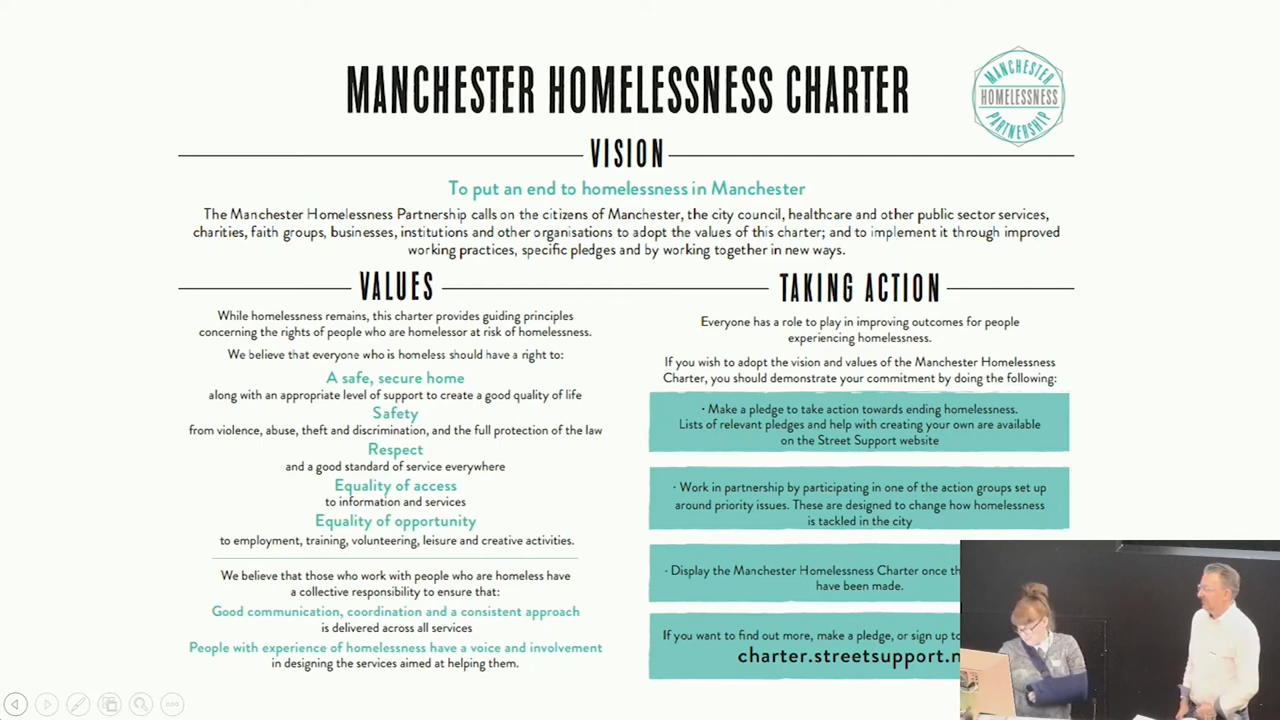 MANCHESTER HOMELESSNESS CHARTER
MANCHESTER
HOMELESSNESS
PARTNERSHIP
VISION
To put an end to homelessness in Manchester
The Manchester Homelessness Partnership calls on the citizens of Manchester, the city council, healthcare and other public sector services,
charities, faith groups, businesses, institutions and other organisations to adopt the values of this charter; and to implement it through improved
working practices, specific pledges and by working together in new ways.
VALUES
While homelessness remains, this charter provides guiding principles
concerning the rights of people who are homelessor at risk of homelessness.
We believe that everyone who is homeless should have a right to:
A safe, secure home
along with an appropriate level of support to create a good quality of life
Safety
from violence, abuse, theft and discrimination, and the full protection of the law
Respect
and a good standard of service everywhere
Equality of access
to information and services
Equality of opportunity
to employment, training, volunteering, leisure and creative activities.
We believe that those who work with people who are homeless have
a collective responsibility to ensure that:
Good communication, coordination and a consistent approach
is delivered across all services
People with experience of homelessness have a voice and involvement
in designing the services aimed at helping them.
TAKING ACTION
Everyone has a role to play in improving outcomes for people
experiencing homelessness.
If you wish to adopt the vision and values of the Manchester Homelessness
Charter, you should demonstrate your commitment by doing the following:
· Make a pledge to take action towards ending homelessness.
Lists of relevant pledges and help with creating your own are available
on the Street Support website
· Work in partnership by participating in one of the action groups set up
around priority issues. These are designed to change how homelessness
is tackled in the city
· Display the Manchester Homelessness Charter once
have been made.
If you want to find out more, make a pledge, or sign up to
charter.streetsupport.n